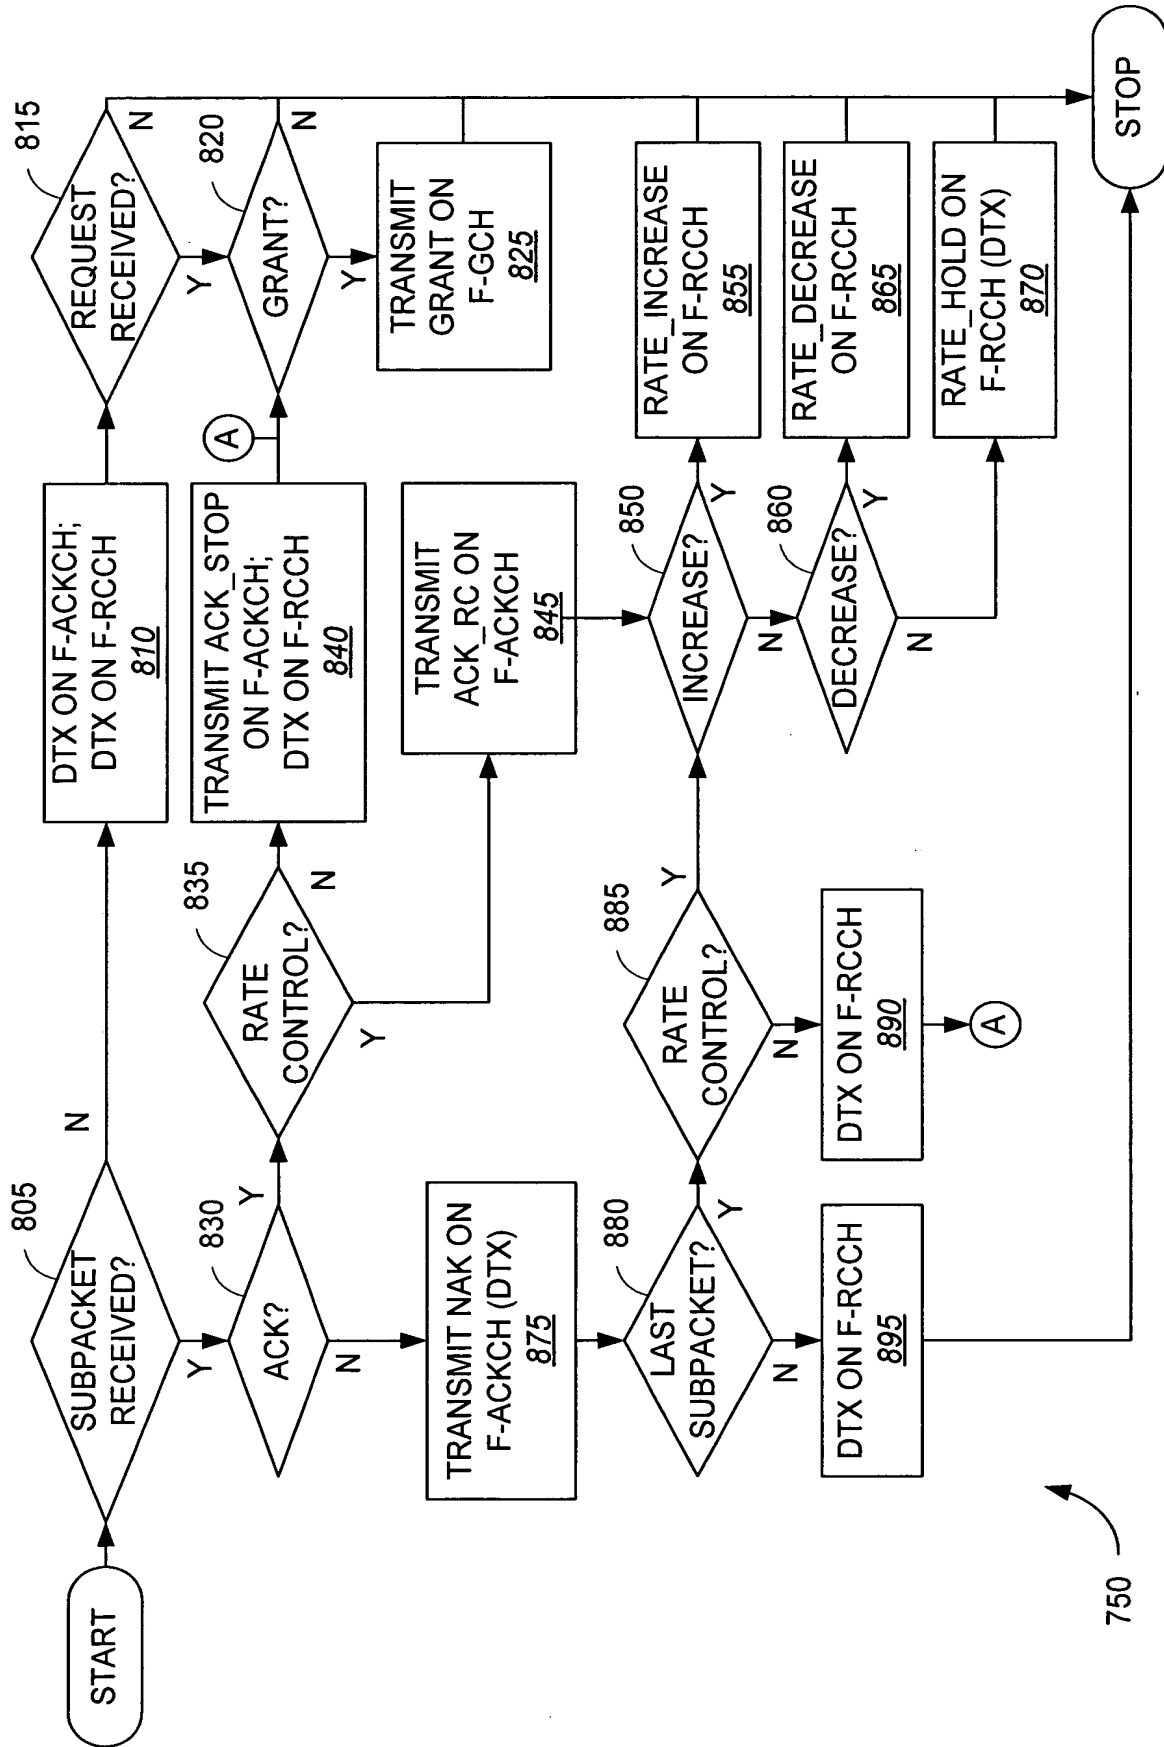 START
SUBPACKET
RECEIVED?
805
N
Y
DTX ON F-ACKCH;
DTX ON F-RCCH
810
REQUEST
RECEIVED?
815
N
Y
ACK?
830
Y
N
RATE
CONTROL?
835
N
Y
TRANSMIT ACK_STOP
ON F-ACKCH;
DTX ON F-RCCH
840
A
GRANT?
820
N
Y
TRANSMIT
GRANT ON
F-GCH
825
TRANSMIT
ACK_RC ON
F-ACKCH
845
TRANSMIT NAK ON
F-ACKCH (DTX)
875
LAST
SUBPACKET?
880
Y
N
RATE
CONTROL?
885
Y
N
INCREASE?
850
Y
N
RATE_INCREASE
ON F-RCCH
855
DECREASE?
860
Y
N
RATE_DECREASE
ON F-RCCH
865
RATE_HOLD ON
F-RCCH (DTX)
870
DTX ON F-RCCH
895
DTX ON F-RCCH
890
A
STOP
750